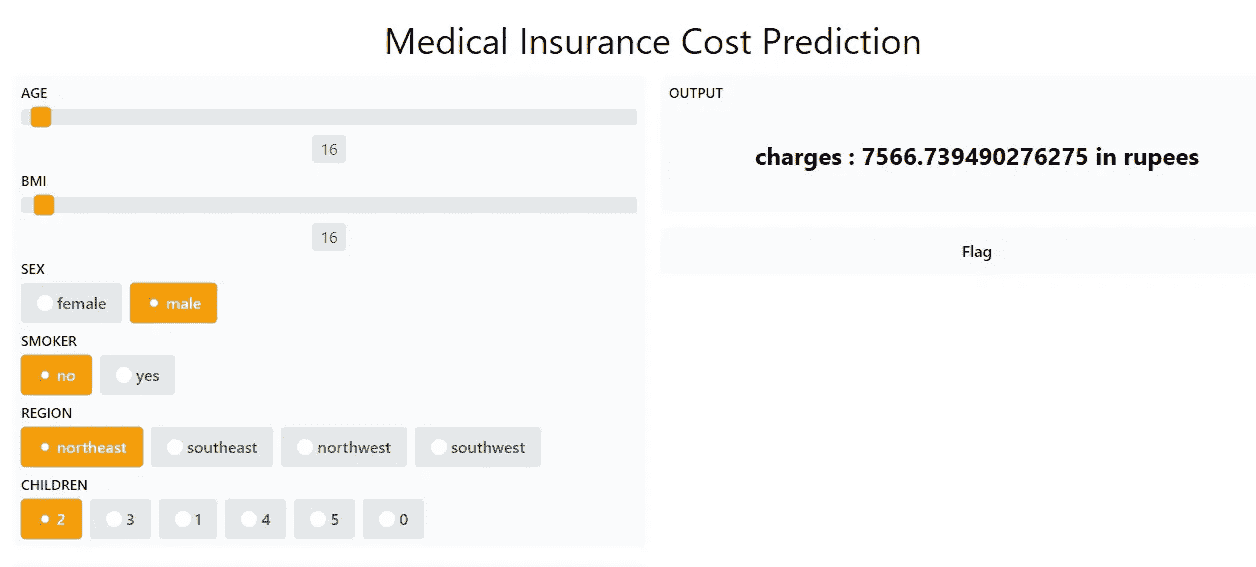 Medical Insurance Cost Prediction
AGE
16
BMI
16
SEX
female male
SMOKER
no yes
REGION
northeast southeast northwest southwest
CHILDREN
2 3 1 4 5 0
OUTPUT
charges : 7566.739490276275 in rupees
Flag